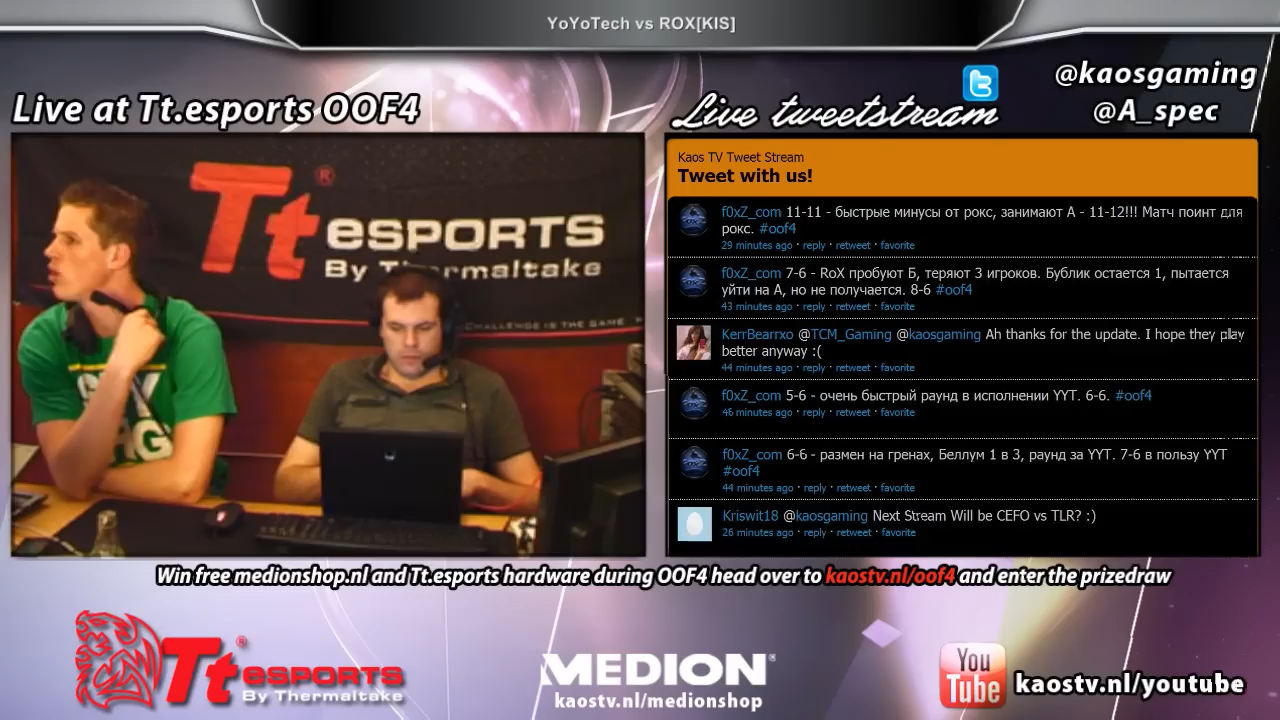 YoYoTech vs ROX[KIS]
Live at Tt.esports OOF4
Live tweetstream
@kaosgaming
@A_spec
Tt® esports
By Thermaltake
CHALLENGE IS THE GAME
Kaos TV Tweet Stream
Tweet with us!
f0xZ_com 11-11 - быстрые минусы от рокс, занимают А - 11-12!!! Матч поинт для
рокс. #oof4
29 minutes ago · reply · retweet · favorite
f0xZ_com 7-6 - RoX пробуют Б, теряют 3 игроков. Бублик остается 1, пытается
уйти на А, но не получается. 8-6 #oof4
43 minutes ago · reply · retweet · favorite
KerrBearrxo @TCM_Gaming @kaosgaming Ah thanks for the update. I hope they play
better anyway :(
44 minutes ago · reply · retweet · favorite
f0xZ_com 5-6 - очень быстрый раунд в исполнении YYT. 6-6. #oof4
46 minutes ago · reply · retweet · favorite
f0xZ_com 6-6 - размен на гренах, Беллум 1 в 3, раунд за YYT. 7-6 в пользу YYT
#oof4
44 minutes ago · reply · retweet · favorite
Kriswit18 @kaosgaming Next Stream Will be CEFO vs TLR? :)
26 minutes ago · reply · retweet · favorite
Win free medionshop.nl and Tt.esports hardware during OOF4 head over to kaostv.nl/oof4 and enter the prizedraw
Tt® esports
By Thermaltake
MEDION®
kaostv.nl/medionshop
You
Tube
kaostv.nl/youtube